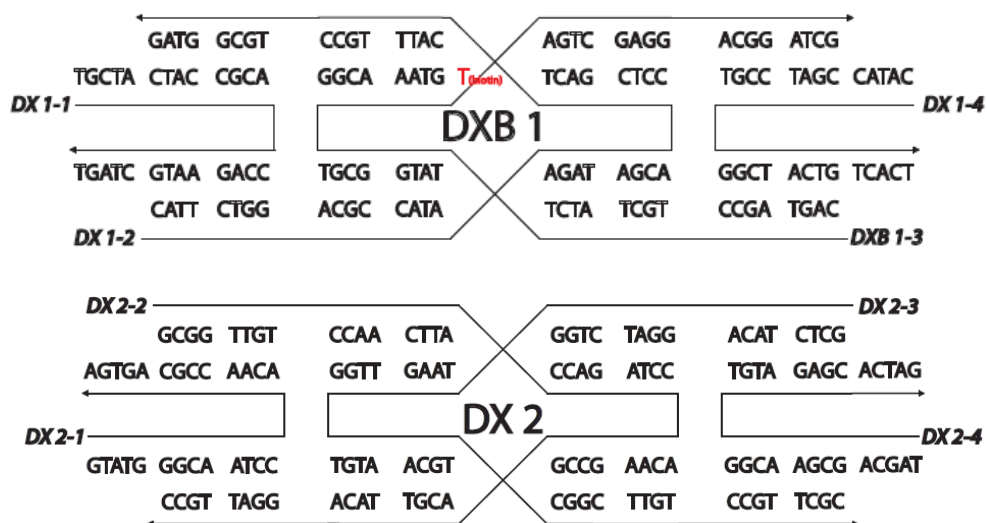 GATG GCGT CCGT TTAC AGTC GAGG ACGG ATCG
TGCTA CTAC CGCA GGCA AATG T(biotin) TCAG CTCC TGCC TAGC CATAC
DX 1-1 DX 1-4
DXB 1
TGATC GTAA GACC TGCG GTAT AGAT AGCA GGCT ACTG TCACT
CATT CTGG ACGC CATA TCTA TCGT CCGA TGAC
DX 1-2 DXB 1-3
DX 2-2 DX 2-3
GCGG TTGT CCAA CTTA GGTC TAGG ACAT CTCG
AGTGA CGCC AACA GGTT GAAT CCAG ATCC TGTA GAGC ACTAG
DX 2
DX 2-1 DX 2-4
GTATG GGCA ATCC TGTA ACGT GCCG AACA GGCA AGCG ACGAT
CCGT TAGG ACAT TGCA CGGC TTGT CCGT TCGC